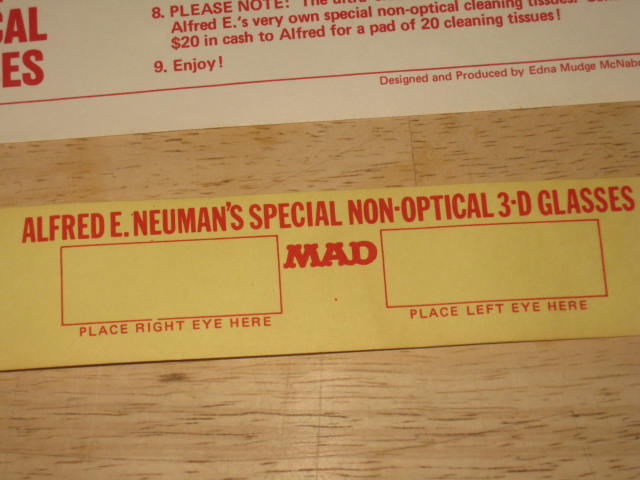 CAL
ES
8. PLEASE NOTE: The
Alfred E.'s very own special non-optical cleaning tissues.
$20 in cash to Alfred for a pad of 20 cleaning tissues!
9. Enjoy!
Designed and Produced by Edna Mudge McNab
ALFRED E. NEUMAN'S SPECIAL NON-OPTICAL 3-D GLASSES
MAD
PLACE RIGHT EYE HERE
PLACE LEFT EYE HERE